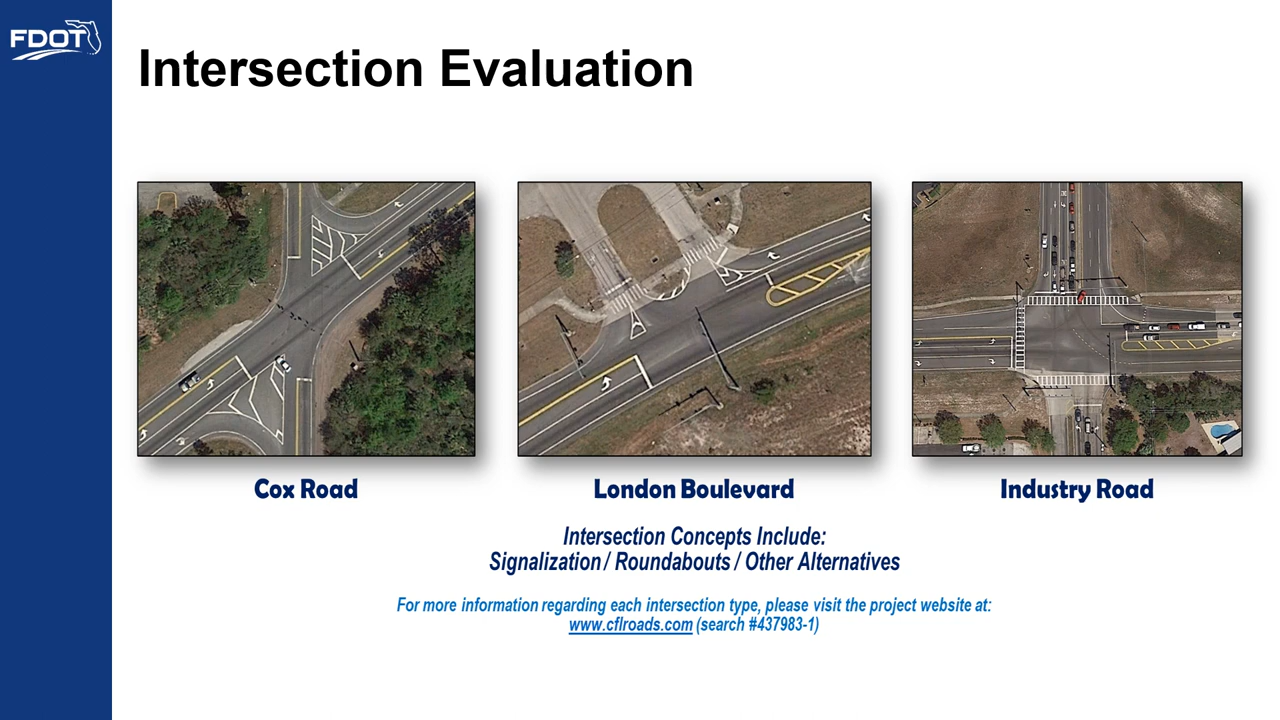 FDOT
Intersection Evaluation
Cox Road
London Boulevard
Industry Road
Intersection Concepts Include:
Signalization / Roundabouts / Other Alternatives
For more information regarding each intersection type, please visit the project website at:
www.cflroads.com (search #437983-1)